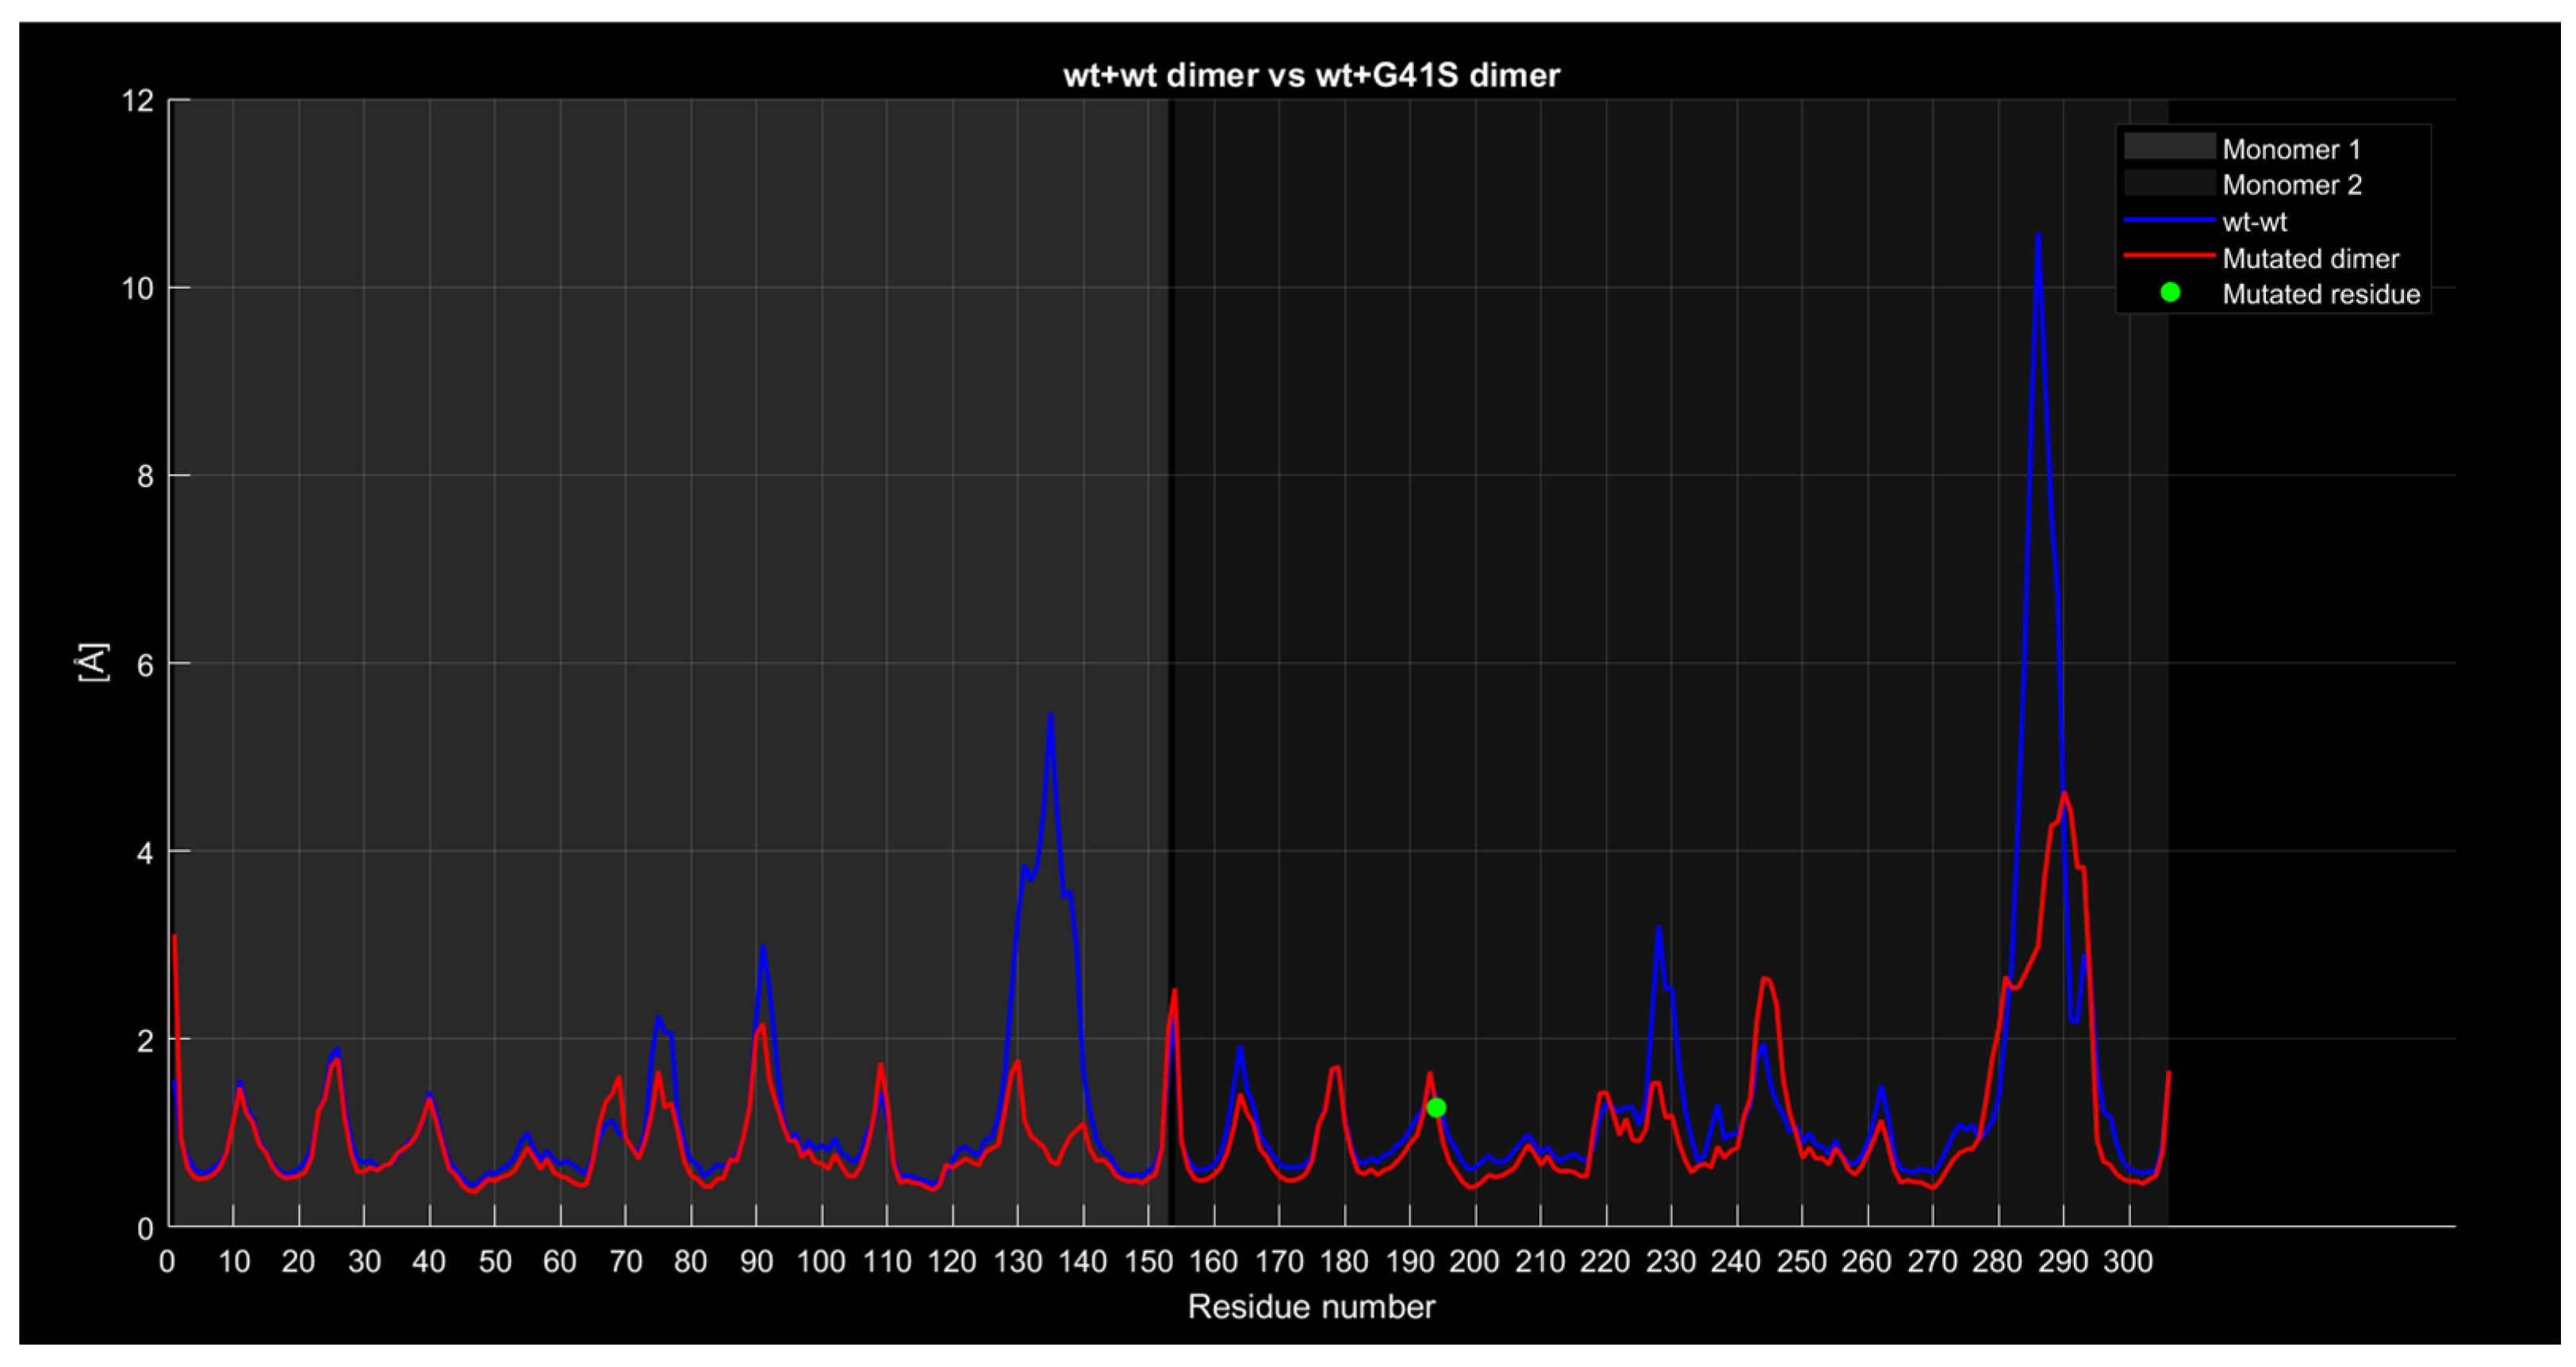 wt+wt dimer vs wt+G41S dimer
12
10
8
6
4
2
0
[Å]
0 10 20 30 40 50 60 70 80 90 100 110 120 130 140 150 160 170 180 190 200 210 220 230 240 250 260 270 280 290 300
Residue number
Monomer 1
Monomer 2
wt-wt
Mutated dimer
Mutated residue